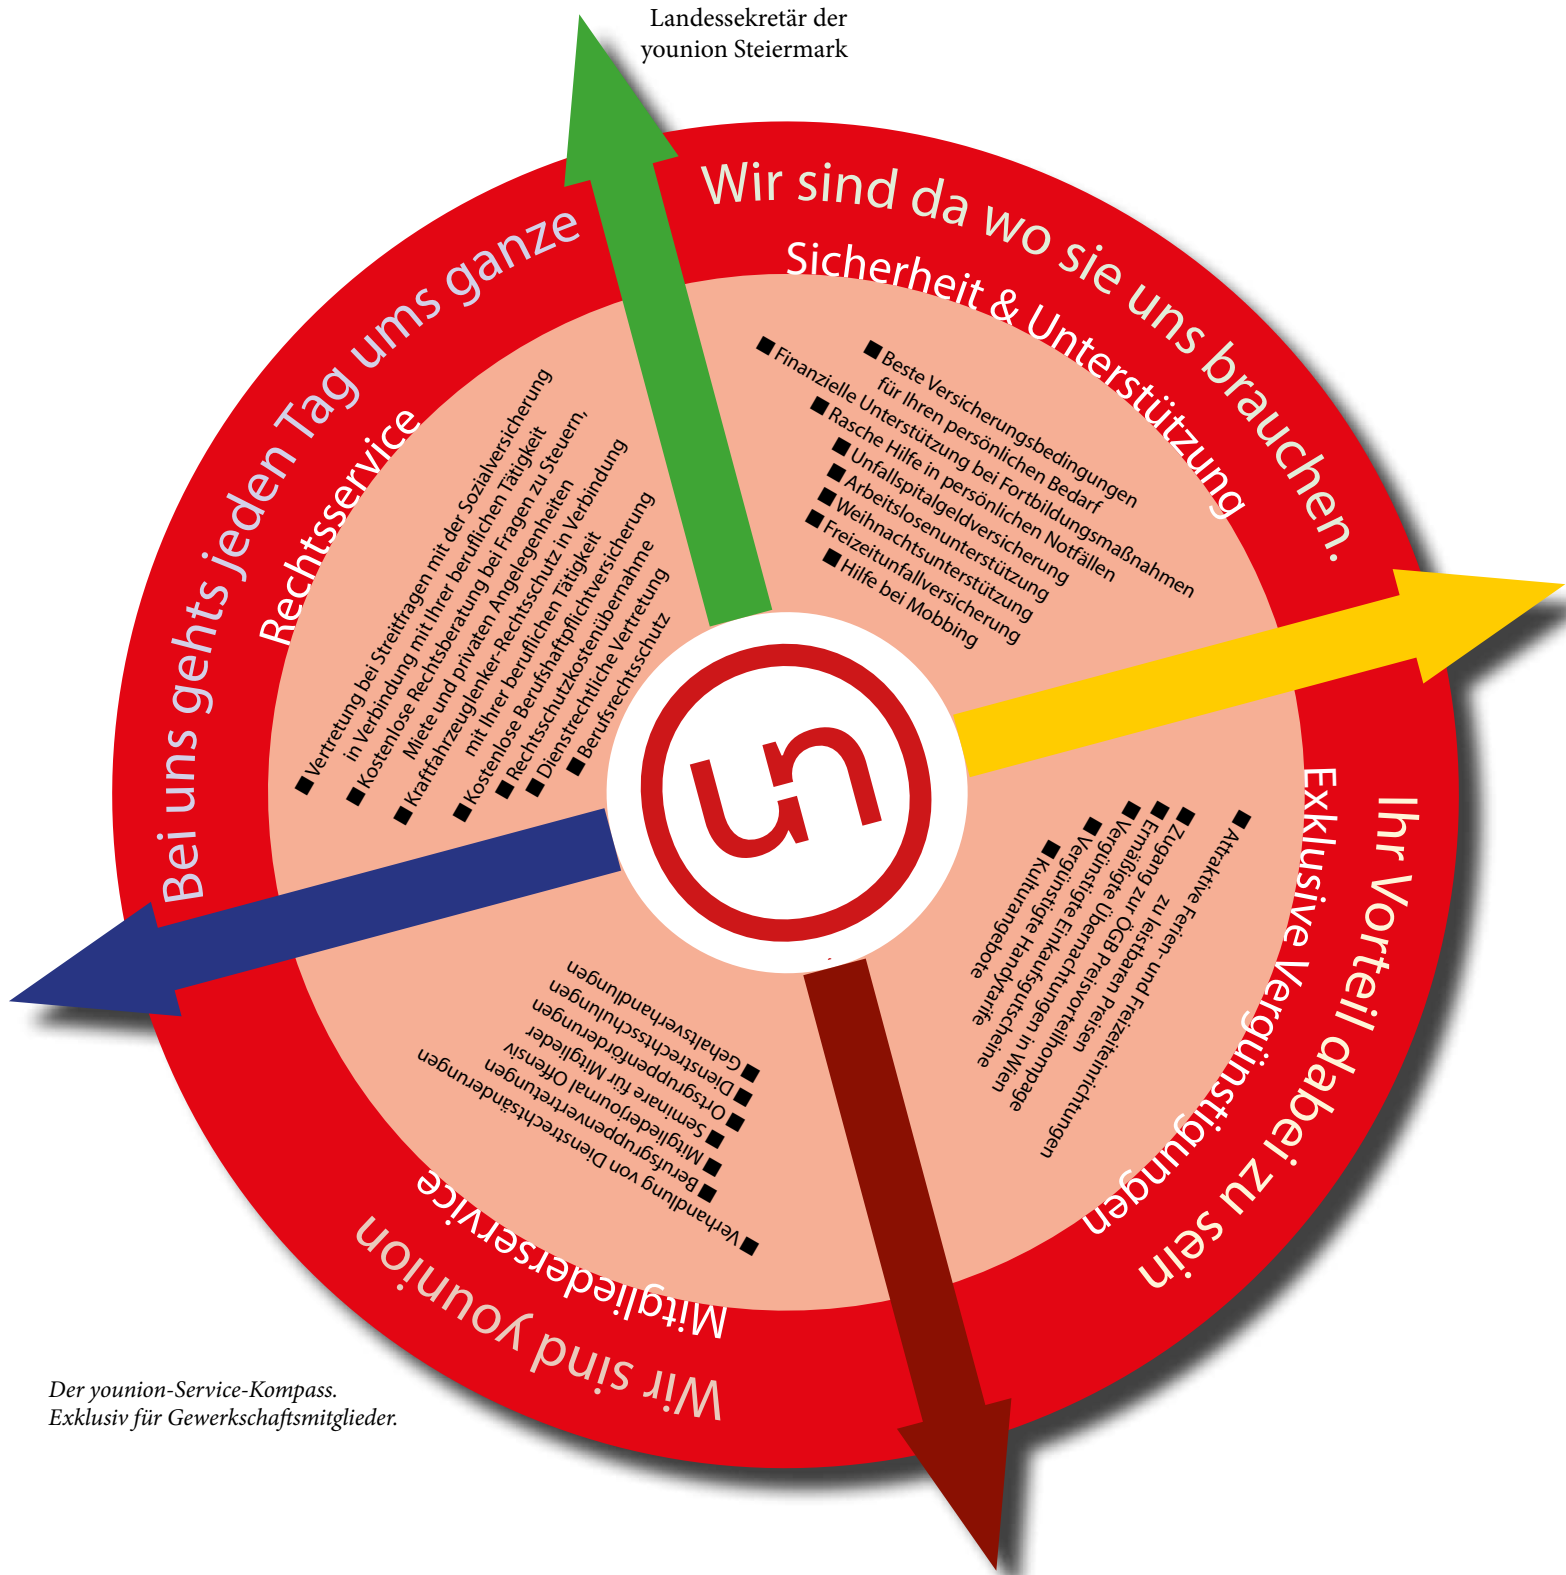 Landessekretär der
younion Steiermark
Wir sind da wo sie uns brauchen.
Sicherheit & Unterstützung
■ Beste Versicherungsbedingungen
für Ihren persönlichen Bedarf
■ Finanzielle Unterstützung bei Fortbildungsmaßnahmen
■ Rasche Hilfe in persönlichen Notfällen
■ Unfallspitalgeldversicherung
■ Arbeitslosenunterstützung
■ Weihnachtsunterstützung
■ Freizeitunfallversicherung
■ Hilfe bei Mobbing
Ihr Vorteil dabei zu sein
Exklusive Vergünstigungen
■ Attraktive Ferien- und Freizeiteinrichtungen
zu leistbaren Preisen
■ Zugang zur ÖGB Preisvorteilhompage
■ Ermäßigte Übernachtungen in Wien
■ Vergünstigte Einkaufsgutscheine
■ Vergünstigte Handytarife
■ Kulturangebote
Wir sind younion
Mitgliederservice
■ Verhandlung von Dienstrechtsänderungen
■ Berufsgruppenvertretungen
■ Mitgliederjournal Offensiv
■ Seminare für Mitglieder
■ Ortsgruppenförderungen
■ Dienstrechtsschulungen
■ Gehaltsverhandlungen
Bei uns gehts jeden Tag ums ganze
Rechtsservice
■ Vertretung bei Streitfragen mit der Sozialversicherung
in Verbindung mit Ihrer beruflichen Tätigkeit
■ Kostenlose Rechtsberatung bei Fragen zu Steuern,
Miete und privaten Angelegenheiten
■ Kraftfahrzeuglenker-Rechtsschutz in Verbindung
mit Ihrer beruflichen Tätigkeit
■ Kostenlose Berufshaftpflichtversicherung
■ Rechtsschutzkostenübernahme
■ Dienstrechtliche Vertretung
■ Berufsrechtsschutz
un
Der younion-Service-Kompass.
Exklusiv für Gewerkschaftsmitglieder.